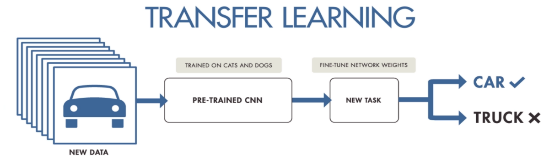 TRANSFER LEARNING
TRAINED ON CATS AND DOGS
FINE-TUNE NETWORK WEIGHTS
PRE-TRAINED CNN
NEW TASK
CAR
TRUCK
NEW DATA